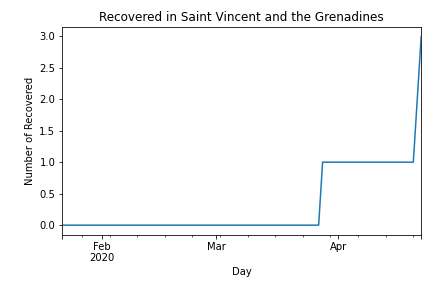 Recovered in Saint Vincent and the Grenadines
3.0
2.5
2.0
1.5
1.0
0.5
0.0
Number of Recovered
Feb
2020
Mar
Apr
Day